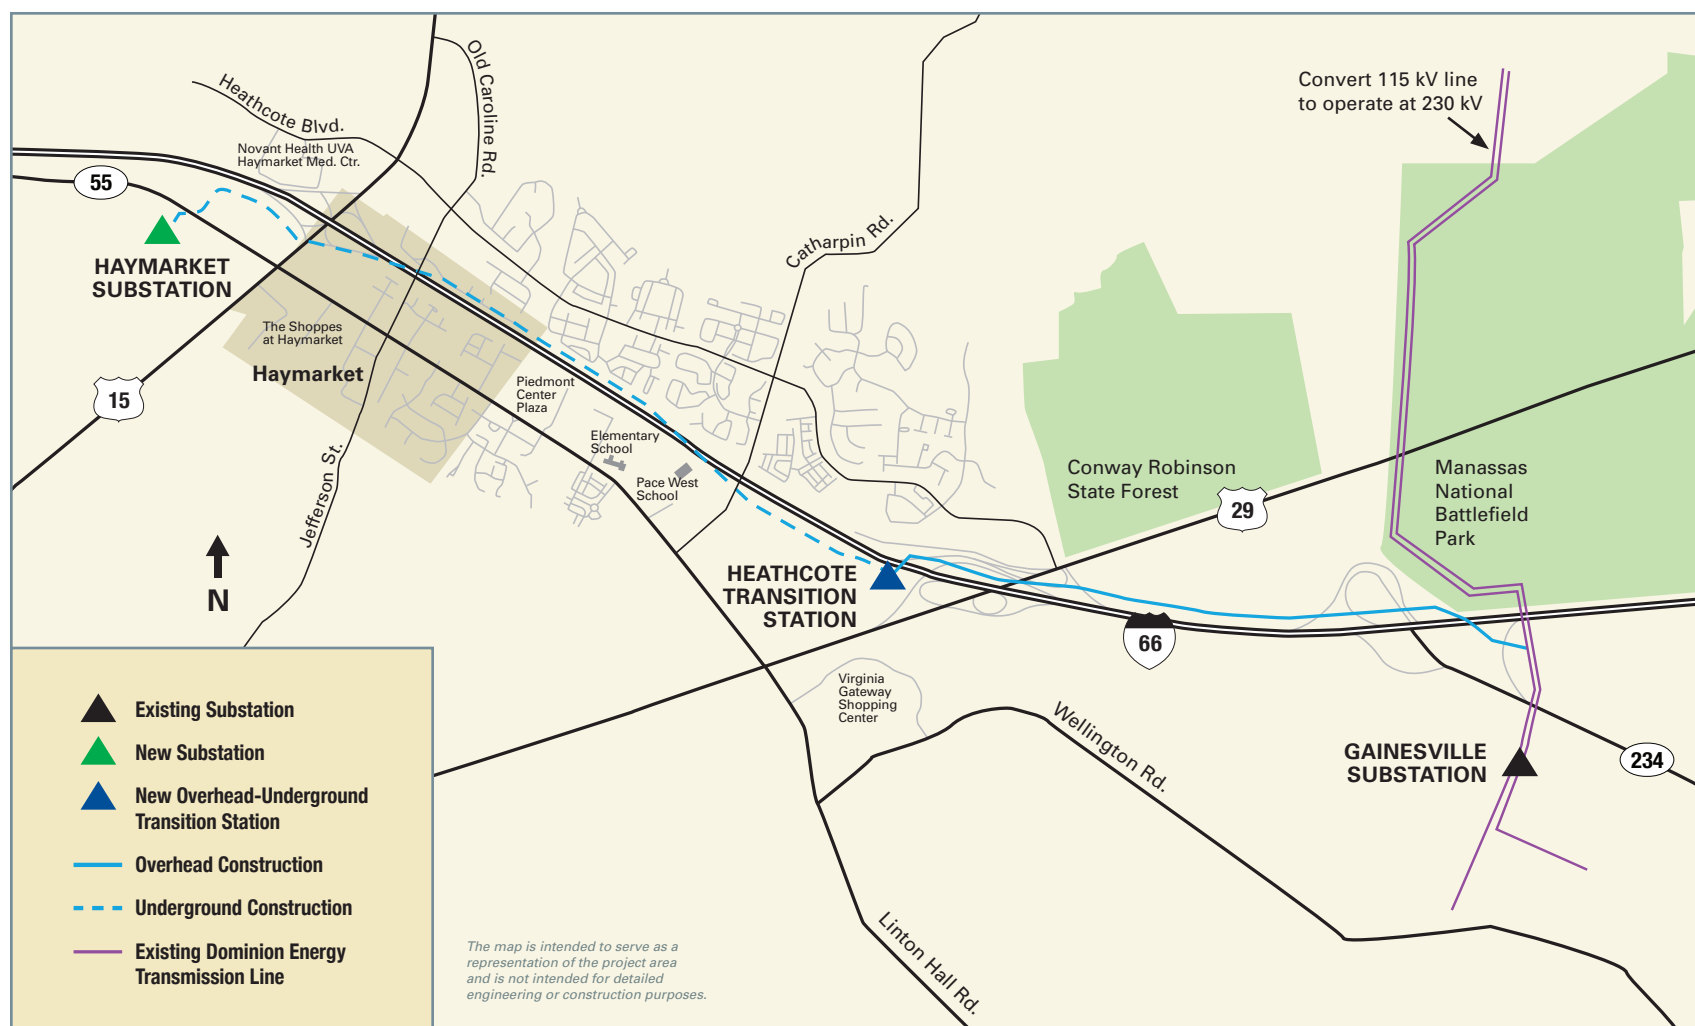 Convert 115 kV line
to operate at 230 kV
Old Caroline Rd.
Heathcote Blvd.
Novant Health UVA
Haymarket Med. Ctr.
55
HAYMARKET
SUBSTATION
Catharpin Rd.
The Shoppes
at Haymarket
Haymarket
15
Piedmont
Center
Plaza
Elementary
School
Pace West
School
Jefferson St.
Conway Robinson
State Forest
29
Manassas
National
Battlefield
Park
N
HEATHCOTE
TRANSITION
STATION
66
Virginia
Gateway
Shopping
Center
Wellington Rd.
GAINESVILLE
SUBSTATION
234
Linton Hall Rd.
Existing Substation
New Substation
New Overhead-Underground
Transition Station
Overhead Construction
Underground Construction
Existing Dominion Energy
Transmission Line
The map is intended to serve as a
representation of the project area
and is not intended for detailed
engineering or construction purposes.